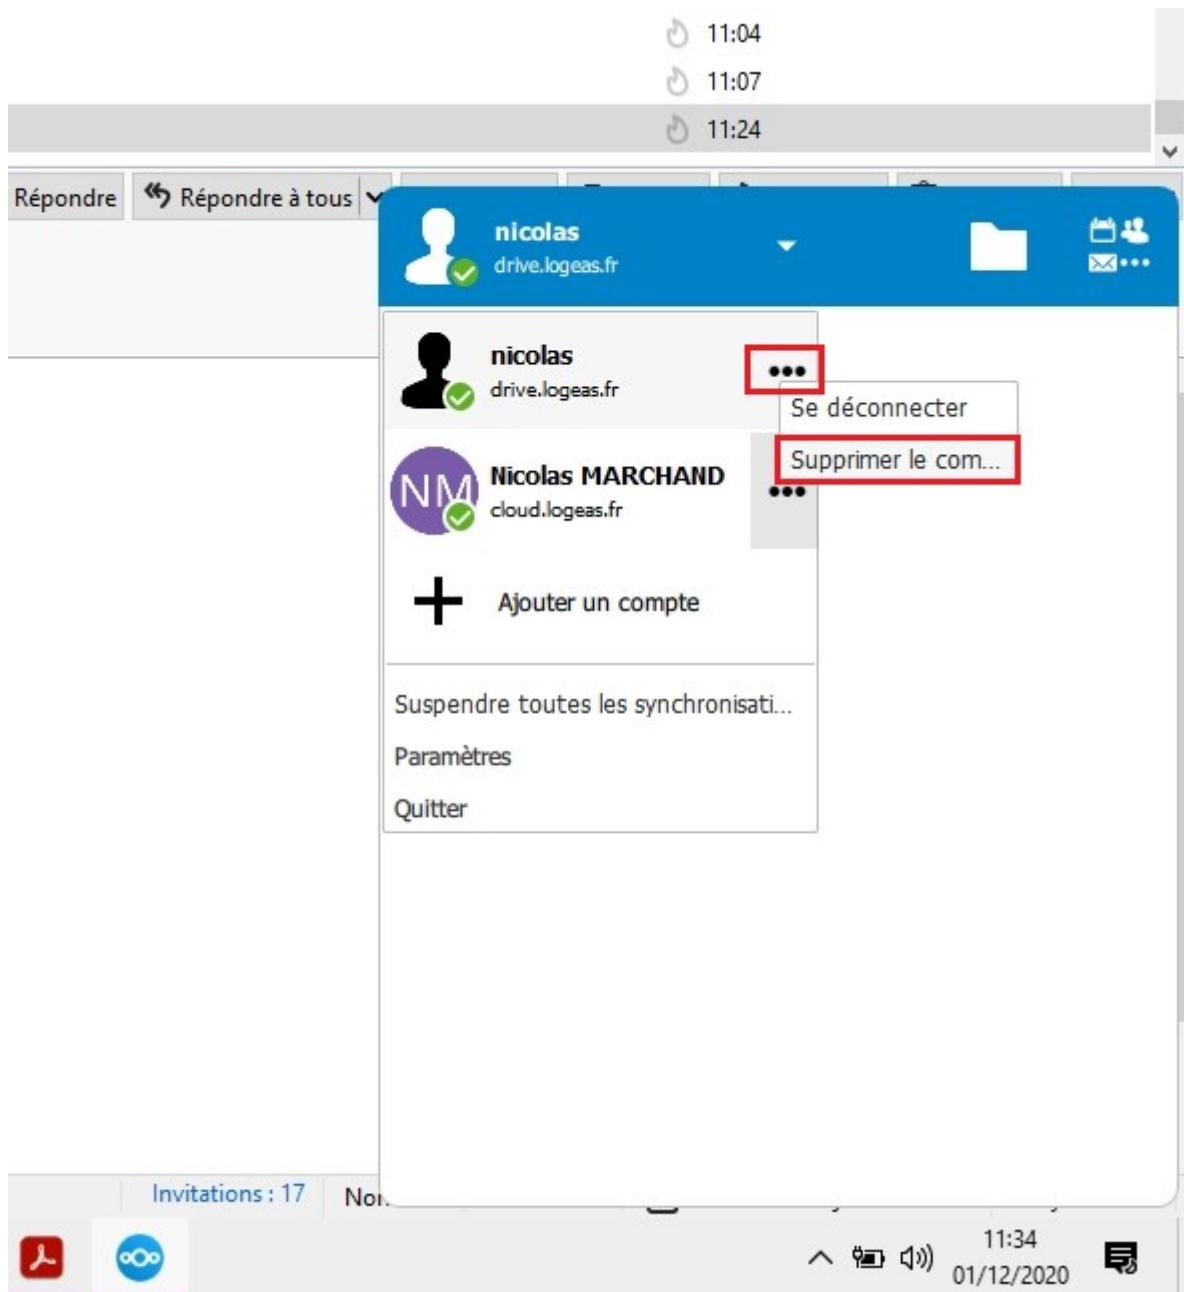 11:04
11:07
11:24
Répondre
Répondre à tous
nicolas
drive.logeas.fr
nicolas
drive.logeas.fr
Se déconnecter
Supprimer le com...
NM
Nicolas MARCHAND
cloud.logeas.fr
Ajouter un compte
Suspendre toutes les synchronisati...
Paramètres
Quitter
Invitations : 17
11:34
01/12/2020